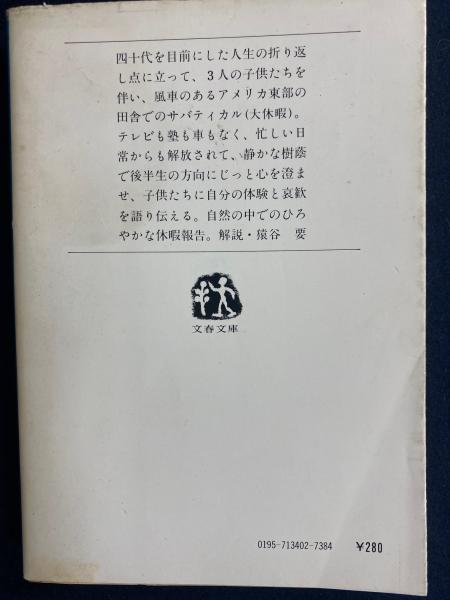 四十代を目前にした人生の折り返
し点に立って、3人の子供たちを
伴い、風車のあるアメリカ東部の
田舎でのサバティカル(大休暇)。
テレビも塾も車もなく、忙しい日
常からも解放されて、静かな樹蔭
で後半生の方向にじっと心を澄ま
せ、子供たちに自分の体験と哀歓
を語り伝える。自然の中でのひろ
やかな休暇報告。解説・猿谷 要
文春文庫
0195-713402-7384 ¥280